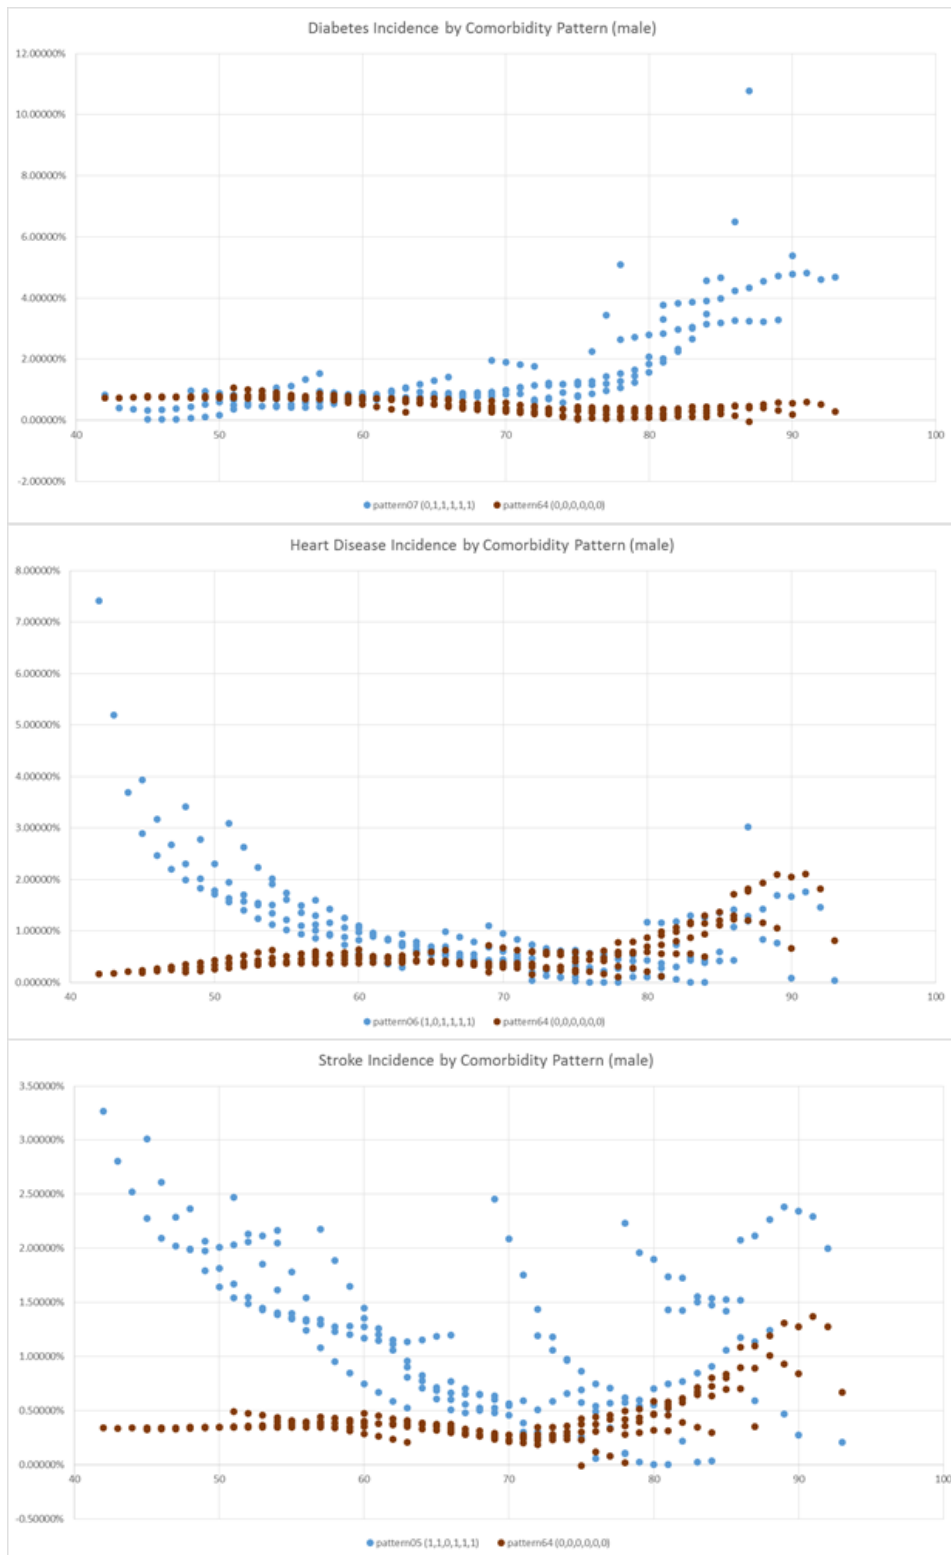 Diabetes Incidence by Comorbidity Pattern (male)
12.00000%
10.00000%
8.00000%
6.00000%
4.00000%
2.00000%
0.00000%
40 50 60 70 80 90 100
-2.00000%
pattern07 (0,1,1,1,1,1) pattern64 (0,0,0,0,0,0)
Heart Disease Incidence by Comorbidity Pattern (male)
8.00000%
7.00000%
6.00000%
5.00000%
4.00000%
3.00000%
2.00000%
1.00000%
0.00000%
40 50 60 70 80 90 100
pattern06 (1,0,1,1,1,1) pattern64 (0,0,0,0,0,0)
Stroke Incidence by Comorbidity Pattern (male)
3.50000%
3.00000%
2.50000%
2.00000%
1.50000%
1.00000%
0.50000%
0.00000%
40 50 60 70 80 90 100
-0.50000%
pattern05 (1,1,0,1,1,1) pattern64 (0,0,0,0,0,0)